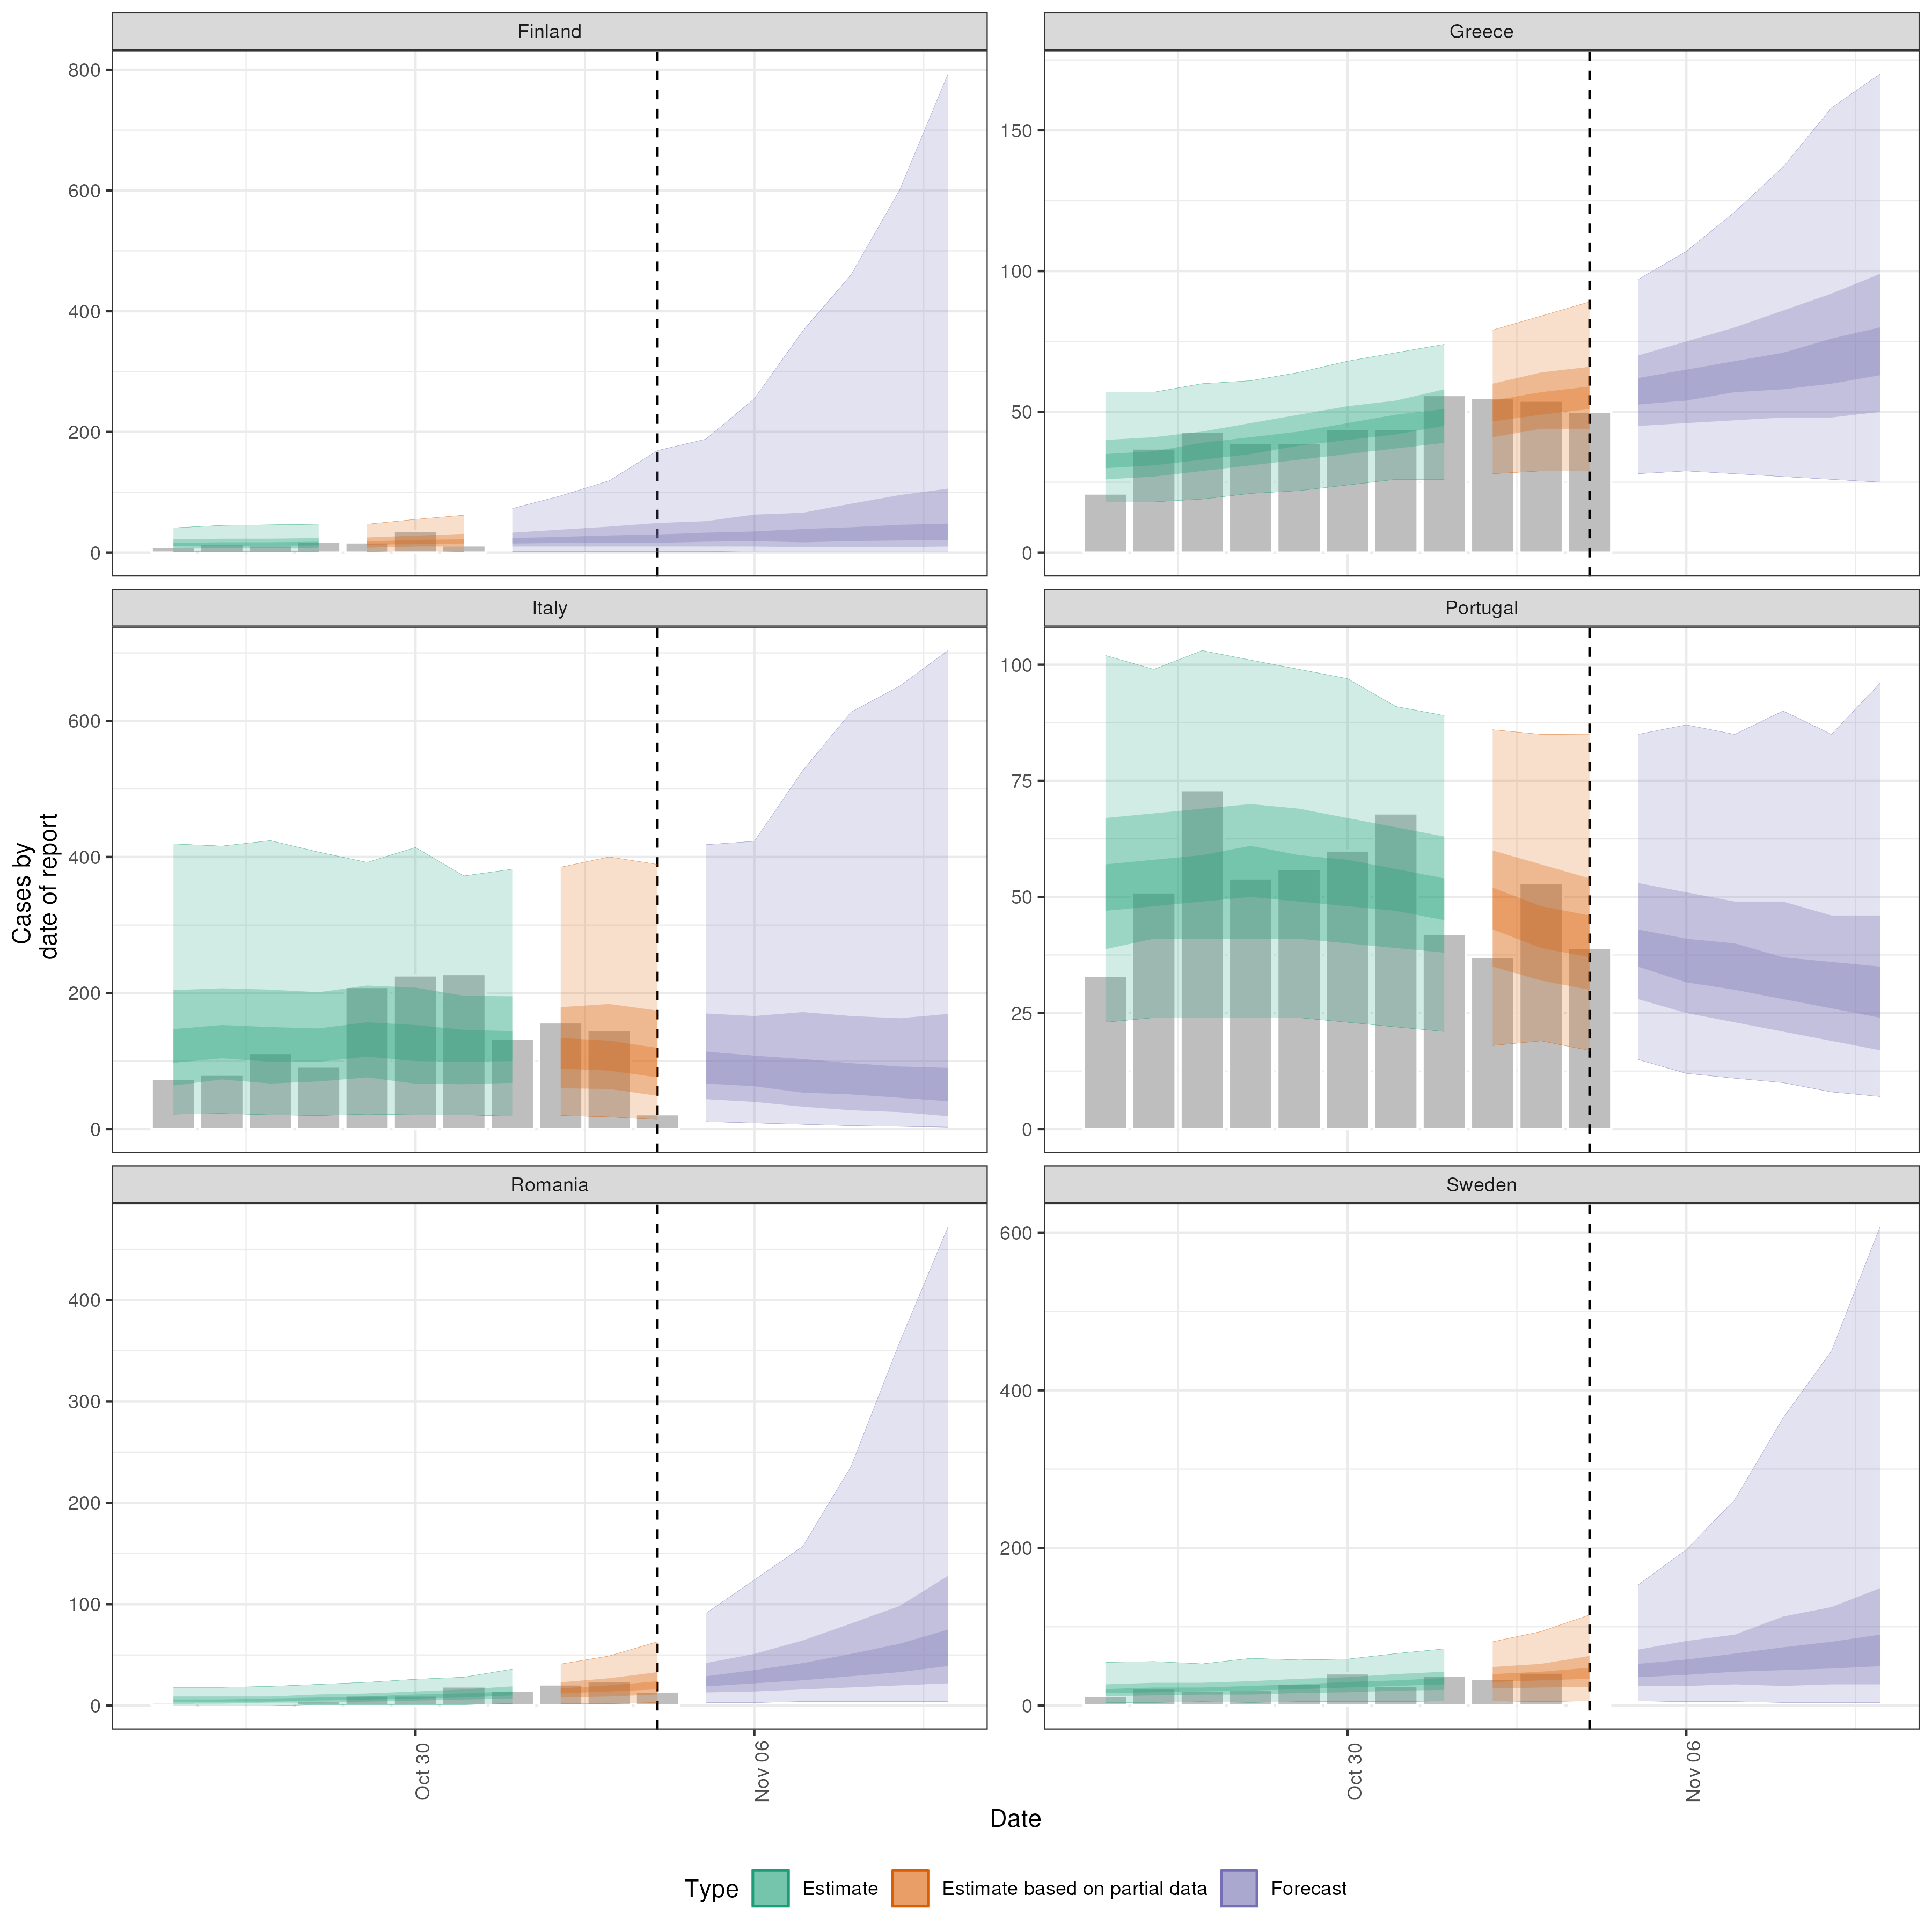 Finland
Greece
800
600
400
200
0
150
100
50
0
Italy
Portugal
600
400
200
0
100
75
50
25
0
Cases by
date of report
Romania
Sweden
400
300
200
100
0
600
400
200
0
Oct 30
Nov 06
Oct 30
Nov 06
Date
Type
Estimate
Estimate based on partial data
Forecast